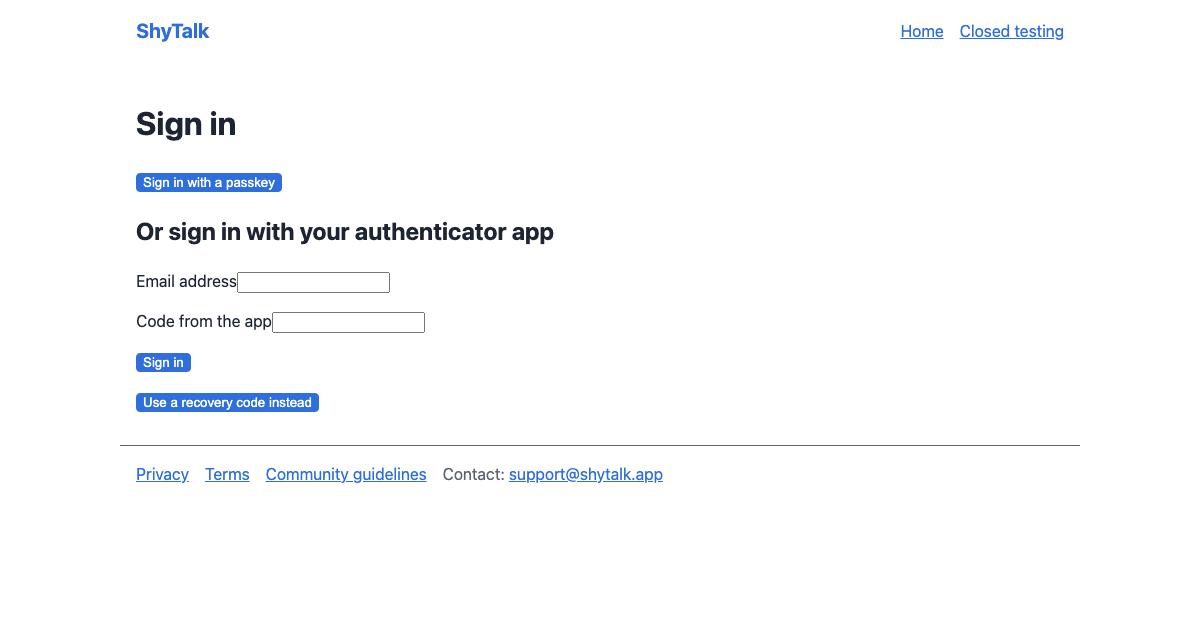 ShyTalk
Home Closed testing
Sign in
Sign in with a passkey
Or sign in with your authenticator app
Email address
Code from the app
Sign in
Use a recovery code instead
Privacy Terms Community guidelines Contact: support@shytalk.app